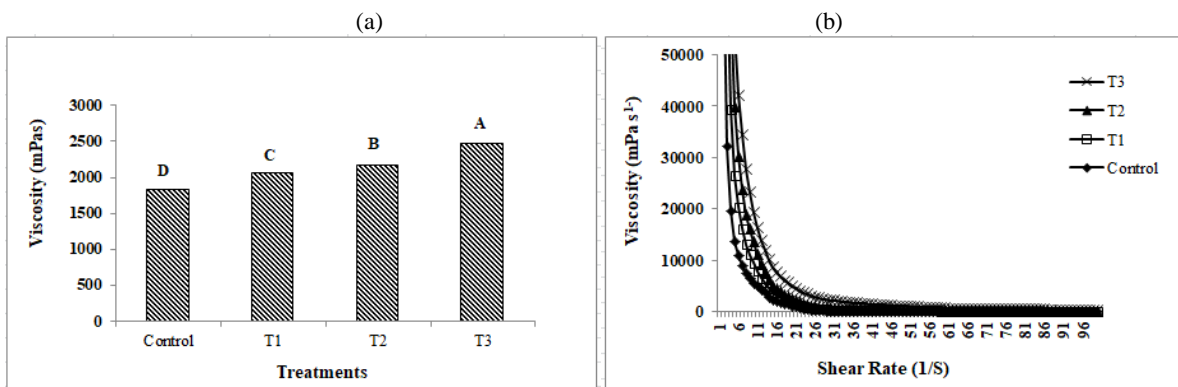 (a)
3000
2500
2000
1500
1000
500
0
Viscosity (mPas)
D
C
B
A
Control T1 T2 T3
Treatments
(b)
50000
40000
30000
20000
10000
0
Viscosity (mPa s¹⁻)
T3
T2
T1
Control
1 6 11 16 21 26 31 36 41 46 51 56 61 66 71 76 81 86 91 96
Shear Rate (1/S)